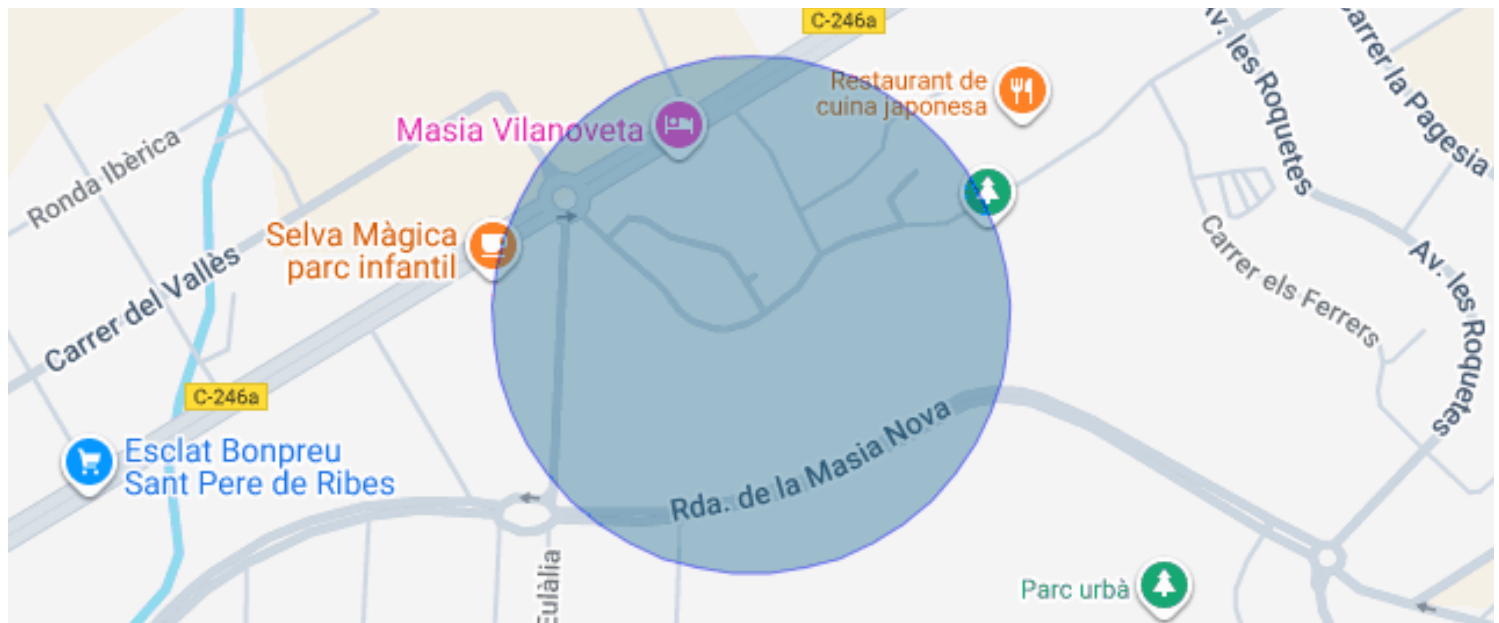 C-246a
Av. les Roquetes
Carrer la Pagesia
Restaurant de
cuina japonesa
Masia Vilanoveta
Ronda Ibèrica
Selva Màgica
parc infantil
Carrer del Vallès
Carrer els Ferrers
Av. les Roquetes
C-246a
Rda. de la Masia Nova
Esclat Bonpreu
Sant Pere de Ribes
Eulàlia
Parc urbà